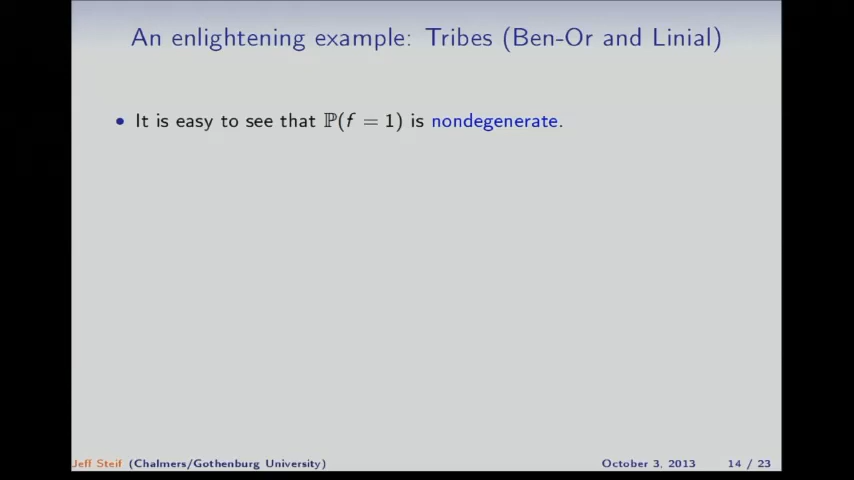 An enlightening example: Tribes (Ben-Or and Linial)
• It is easy to see that ℙ(f = 1) is nondegenerate.
Jeff Steif (Chalmers/Gothenburg University) October 3, 2013 14 / 23